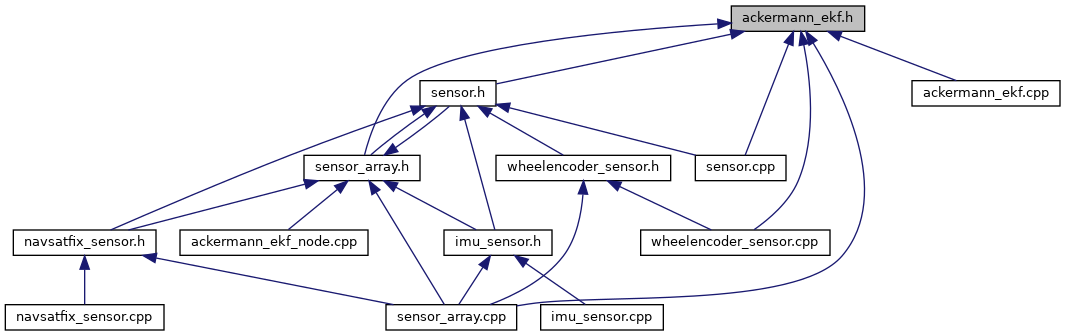 ackermann_ekf.h
sensor.h
ackermann_ekf.cpp
sensor_array.h
wheelencoder_sensor.h
sensor.cpp
navsatfix_sensor.h
ackermann_ekf_node.cpp
imu_sensor.h
wheelencoder_sensor.cpp
navsatfix_sensor.cpp
sensor_array.cpp
imu_sensor.cpp